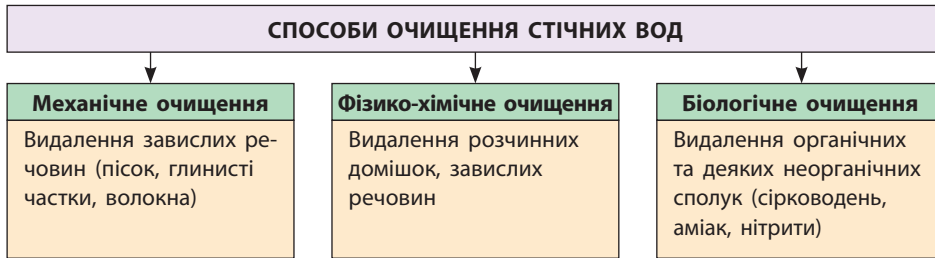 СПОСОБИ ОЧИЩЕННЯ СТІЧНИХ ВОД
Механічне очищення
Видалення завислих ре-
човин (пісок, глинисті
частки, волокна)
Фізико-хімічне очищення
Видалення розчинних
домішок, завислих
речовин
Біологічне очищення
Видалення органічних
та деяких неорганічних
сполук (сірководень,
аміак, нітрити)